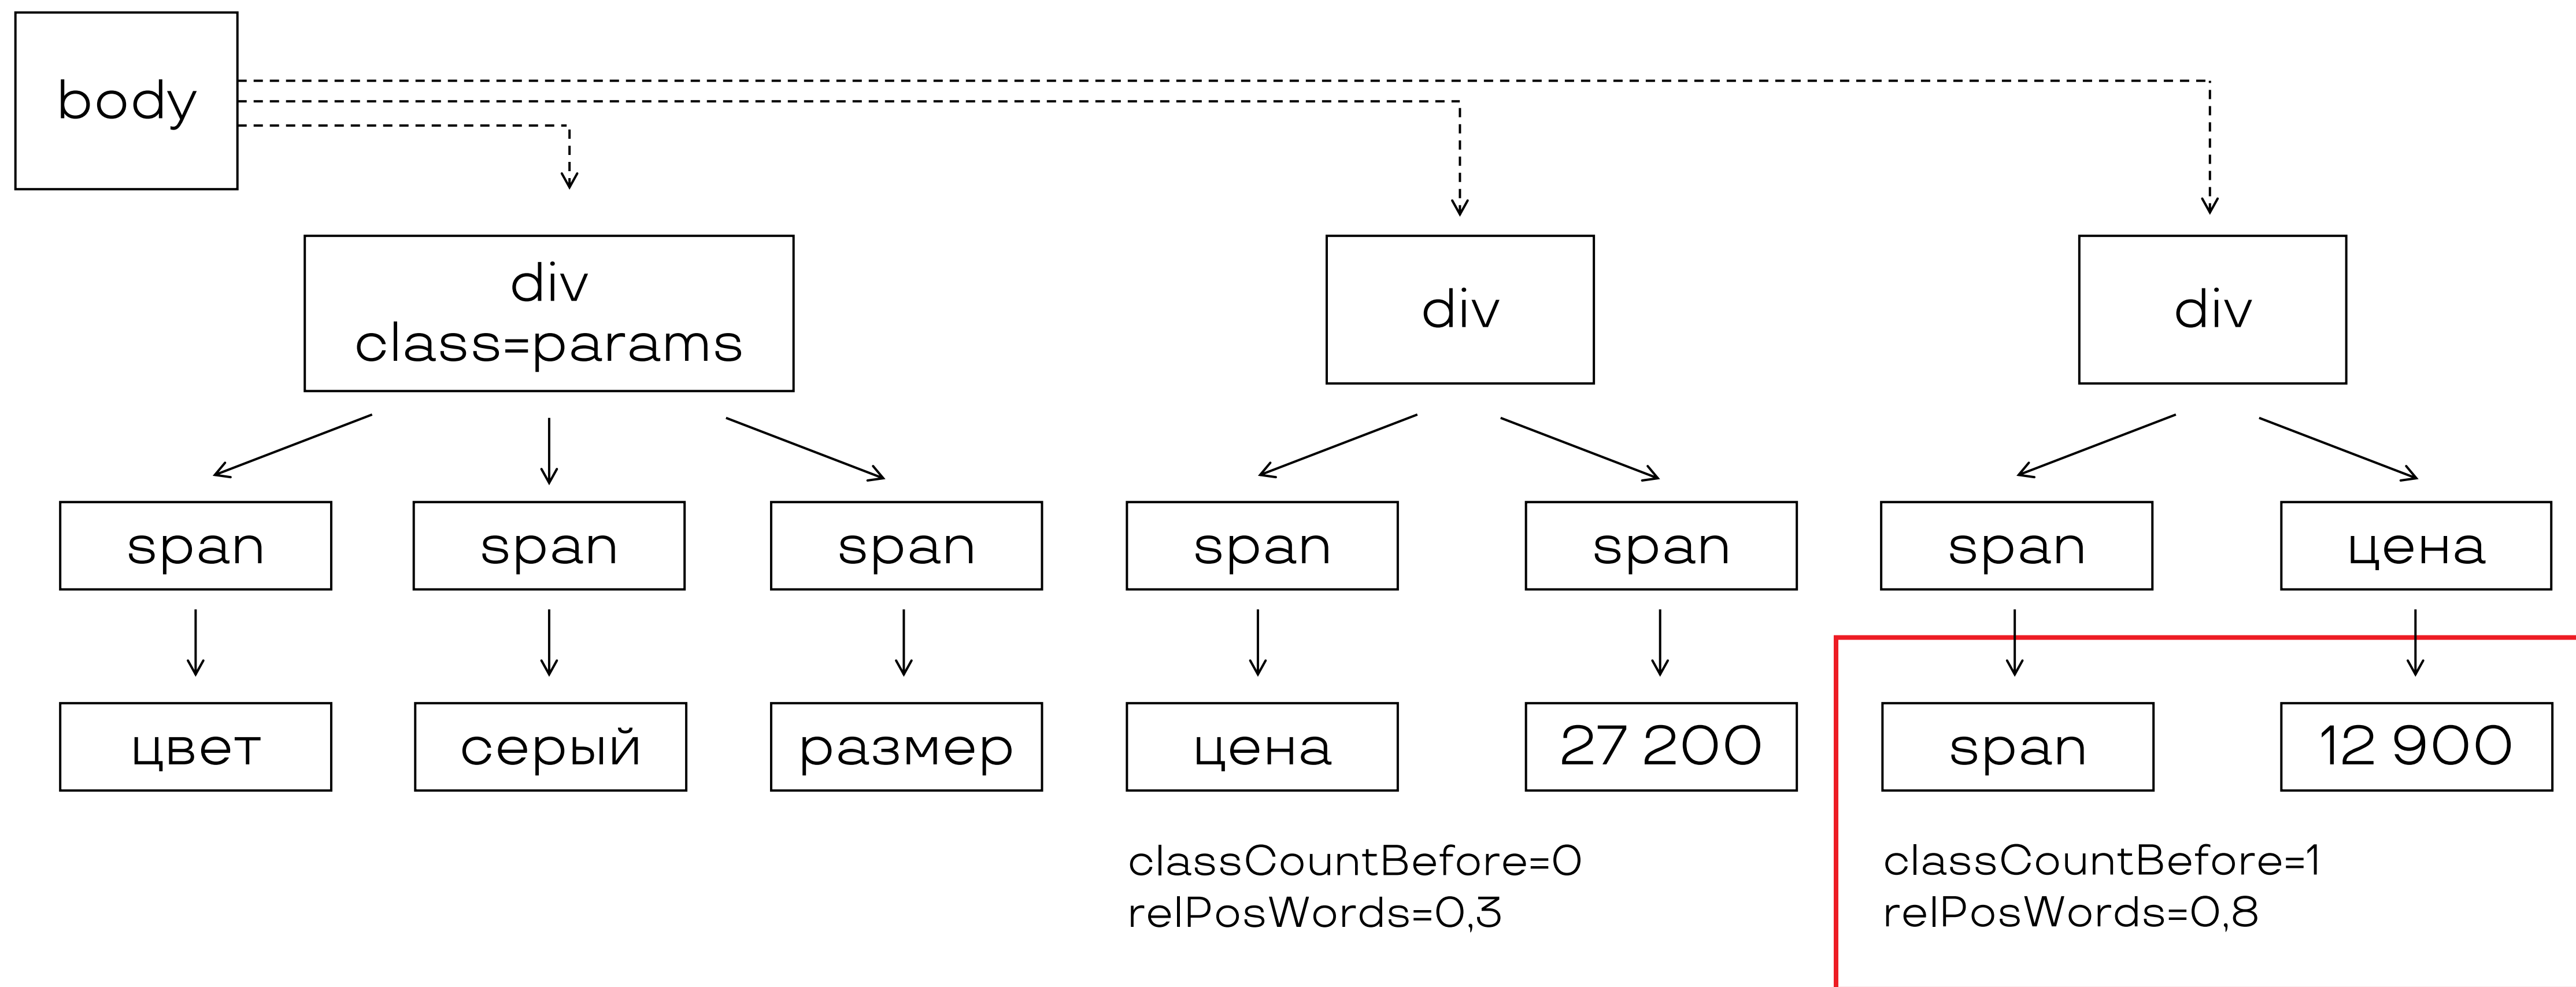 body
div
class=params
div
div
span
span
span
span
span
span
цена
цвет
серый
размер
цена
27 200
span
12 900
classCountBefore=0
relPosWords=0,3
classCountBefore=1
relPosWords=0,8